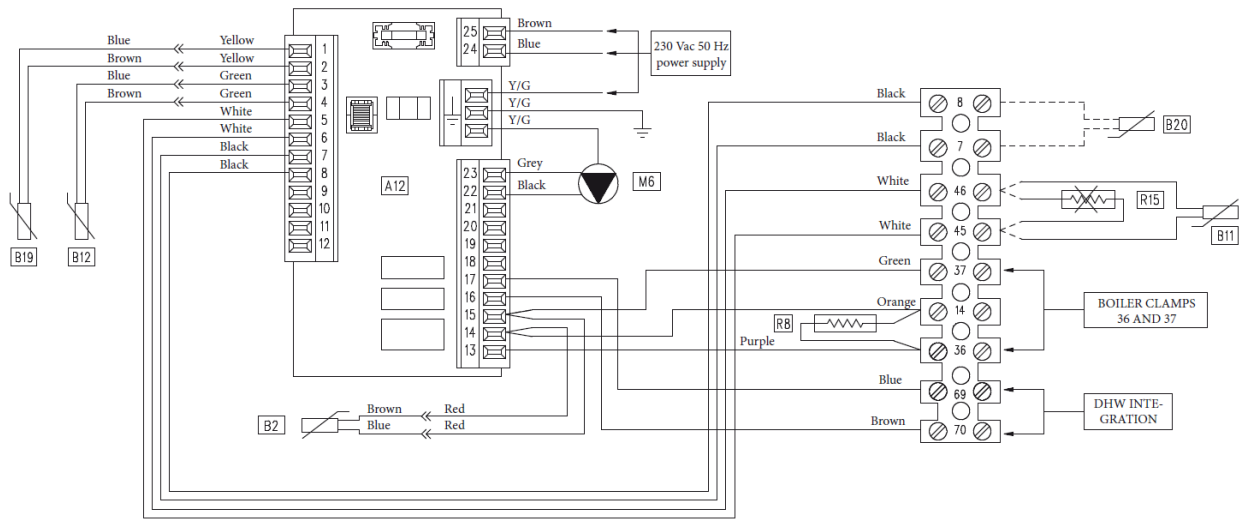 Blue Yellow
Brown Yellow
Blue Green
Brown Green
White
White
Black
Black
1
2
3
4
5
6
7
8
9
10
11
12
B19
B12
A12
25 Brown
24 Blue
230 Vac 50 Hz
power supply
Y/G
Y/G
Y/G
23 Grey
22 Black
21
20
19
18
17
16
15
14
13
M6
B2
Brown Red
Blue Red
Black 8
Black 7
White 46
White 45
Green 37
Orange 14
Purple 36
Blue 69
Brown 70
R8
B20
R15
B11
BOILER CLAMPS
36 AND 37
DHW INTE-
GRATION